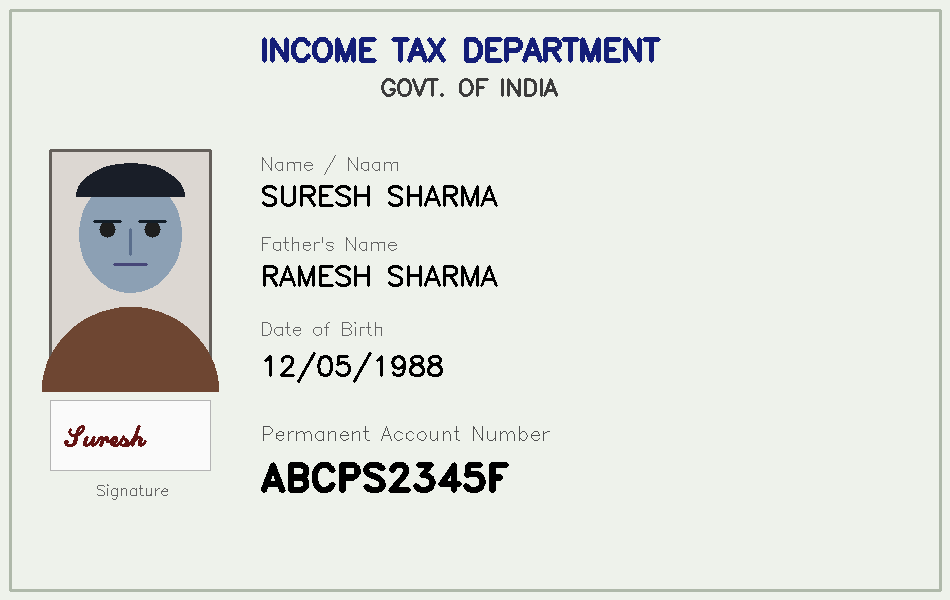 INCOME TAX DEPARTMENT
GOVT. OF INDIA
Name / Naam
SURESH SHARMA
Father's Name
RAMESH SHARMA
Date of Birth
12/05/1988
Permanent Account Number
ABCPS2345F
Suresh
Signature